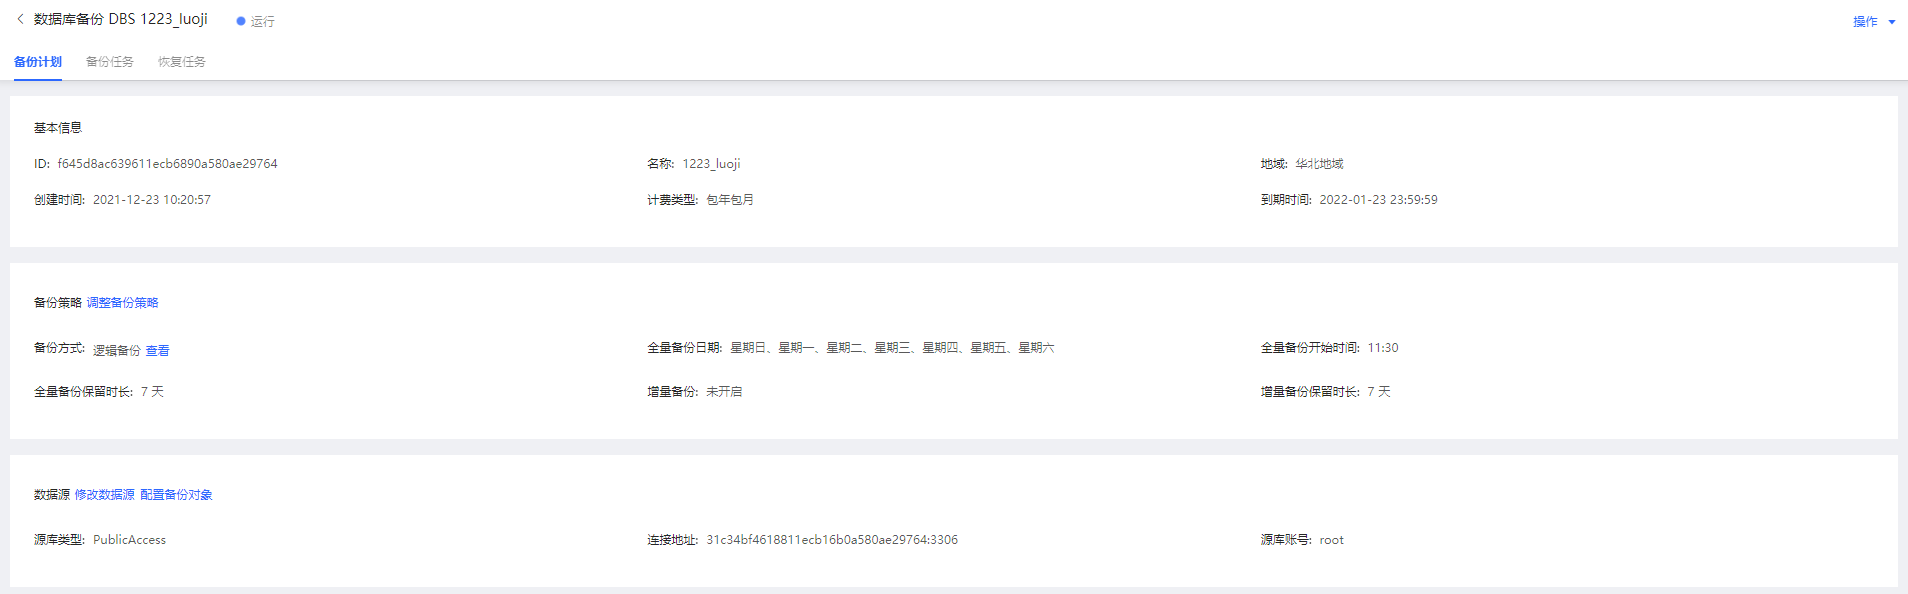 数据库备份 DBS 1223_luoji 运行 操作
备份计划 备份任务 恢复任务
基本信息
ID: f645d8ac639611ecb6890a580ae29764 名称: 1223_luoji 地域: 华北地域
创建时间: 2021-12-23 10:20:57 计费类型: 包年包月 到期时间: 2022-01-23 23:59:59
备份策略 调整备份策略
备份方式: 逻辑备份 查看 全量备份日期: 星期日、星期一、星期二、星期三、星期四、星期五、星期六 全量备份开始时间: 11:30
全量备份保留时长: 7 天 增量备份: 未开启 增量备份保留时长: 7 天
数据源 修改数据源 配置备份对象
源库类型: PublicAccess 连接地址: 31c34bf4618811ecb16b0a580ae29764:3306 源库账号: root